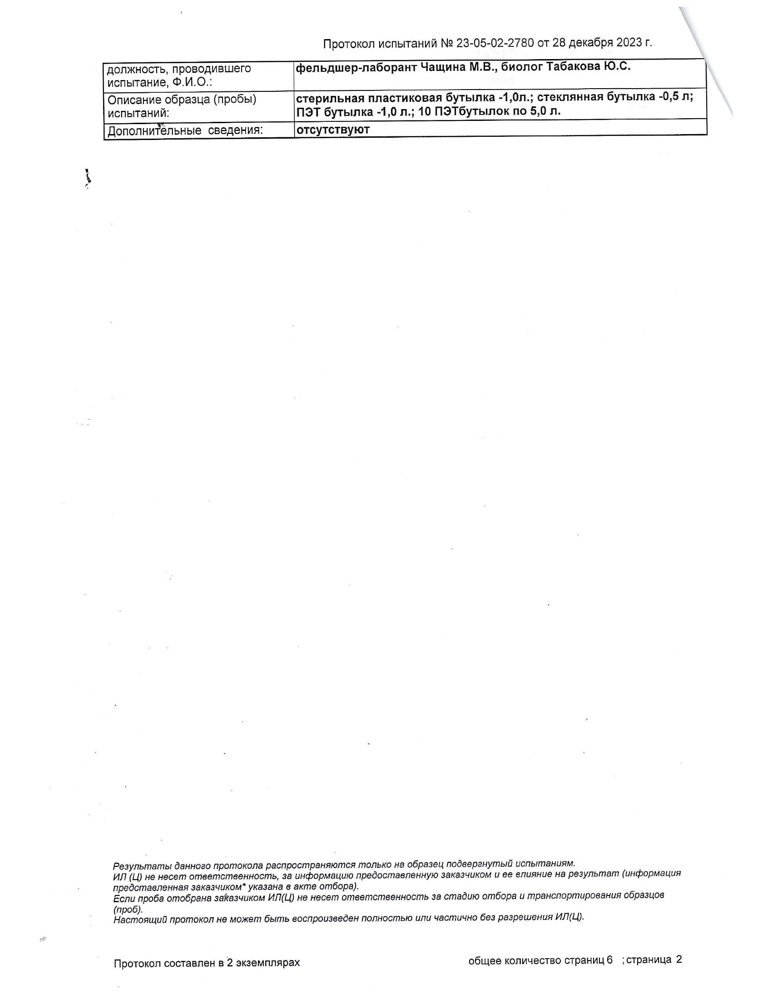 Протокол испытаний № 23-05-02-2780 от 28 декабря 2023 г.
должность, проводившего
испытание, Ф.И.О.:
фельдшер-лаборант Чащина М.В., биолог Табакова Ю.С.
Описание образца (пробы)
испытаний:
стерильная пластиковая бутылка -1,0л.; стеклянная бутылка -0,5 л;
ПЭТ бутылка -1,0 л.; 10 ПЭТбутылок по 5,0 л.
Дополнительные сведения:
отсутствуют
Результаты данного протокола распространяются только на образец подвергнутый испытаниям.
ИЛ (Ц) не несет ответственность, за информацию предоставленную заказчиком и ее влияние на результат (информация
представленная заказчиком* указана в акте отбора).
Если проба отобрана заказчиком ИЛ(Ц) не несет ответственность за стадию отбора и транспортирования образцов
(проб).
Настоящий протокол не может быть воспроизведен полностью или частично без разрешения ИЛ(Ц).
Протокол составлен в 2 экземплярах
общее количество страниц 6 ; страница 2